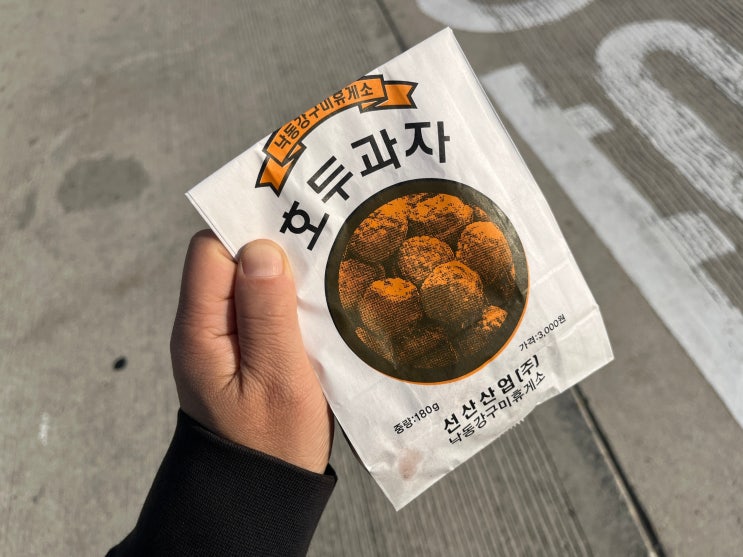 낙동강구미휴게소
호두과자
가격:3,000원
중량:180g
선산산업[주]
낙동강구미휴게소